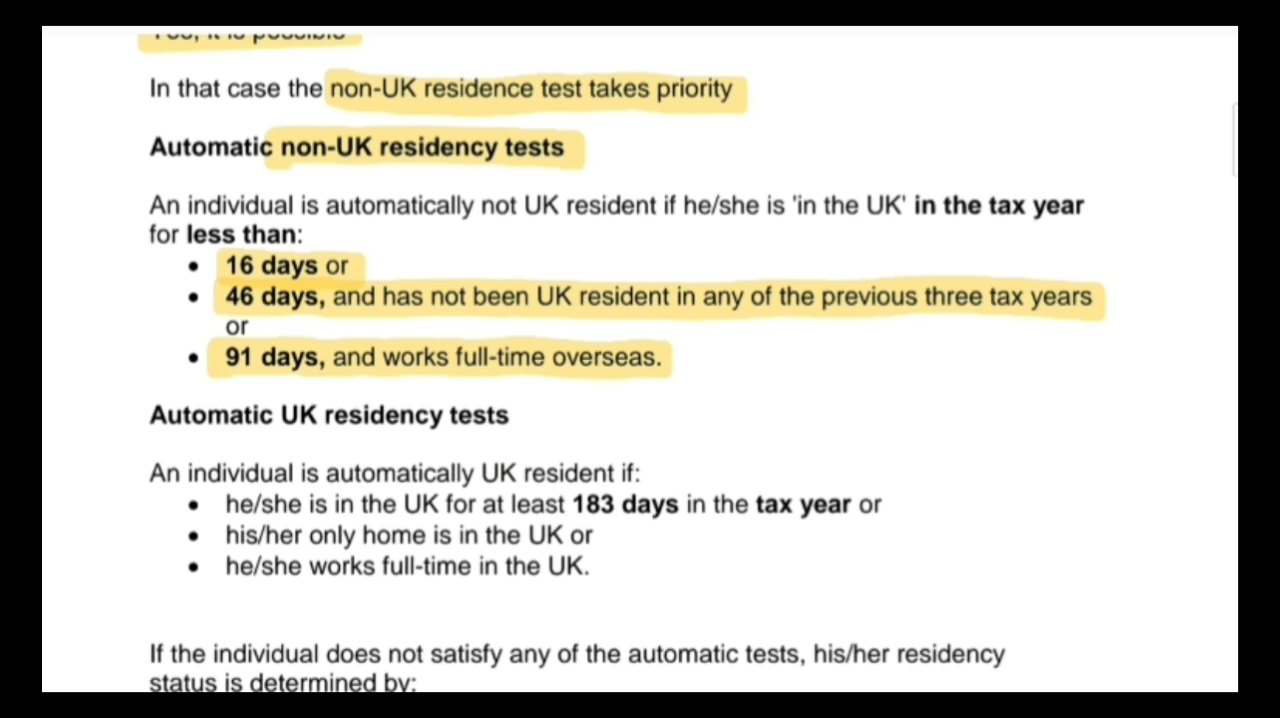 Yes, it is possible
In that case the non-UK residence test takes priority
Automatic non-UK residency tests
An individual is automatically not UK resident if he/she is 'in the UK' in the tax year
for less than:
• 16 days or
• 46 days, and has not been UK resident in any of the previous three tax years
or
• 91 days, and works full-time overseas.
Automatic UK residency tests
An individual is automatically UK resident if:
• he/she is in the UK for at least 183 days in the tax year or
• his/her only home is in the UK or
• he/she works full-time in the UK.
If the individual does not satisfy any of the automatic tests, his/her residency
status is determined by: